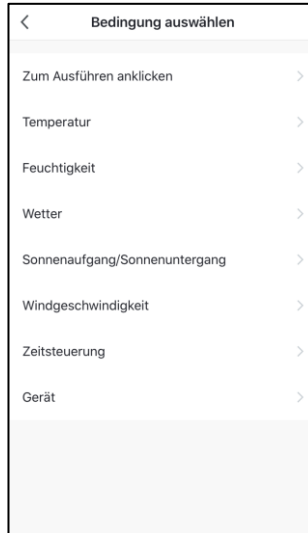 Bedingung auswählen
Zum Ausführen anklicken
Temperatur
Feuchtigkeit
Wetter
Sonnenaufgang/Sonnenuntergang
Windgeschwindigkeit
Zeitsteuerung
Gerät